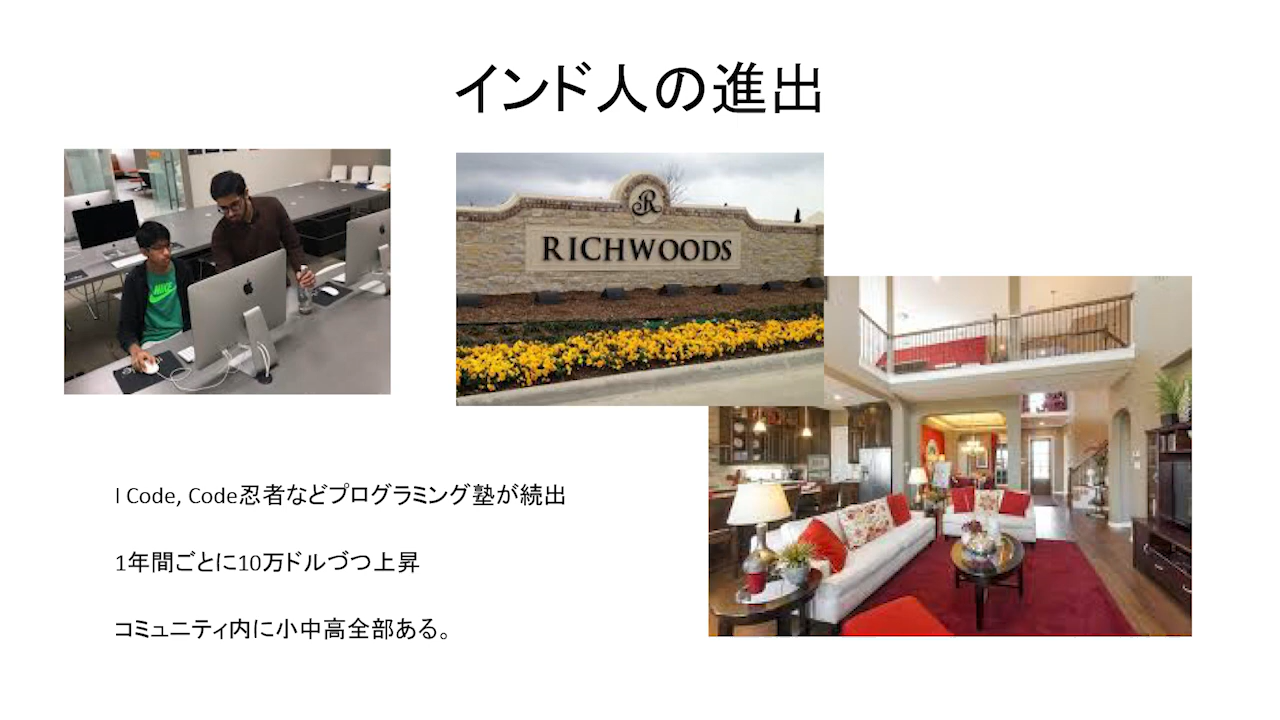 インド人の進出
NIKE
R
RICHWOODS
I Code, Code忍者などプログラミング塾が続出
1年間ごとに10万ドルづつ上昇
コミュニティ内に小中高全部ある。